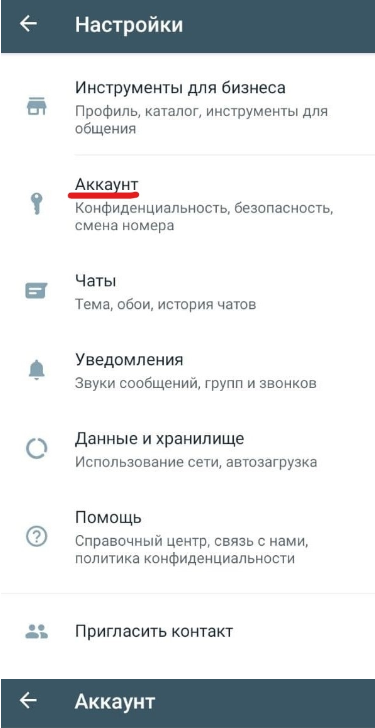 Настройки
Инструменты для бизнеса
Профиль, каталог, инструменты для
общения
Аккаунт
Конфиденциальность, безопасность,
смена номера
Чаты
Тема, обои, история чатов
Уведомления
Звуки сообщений, групп и звонков
Данные и хранилище
Использование сети, автозагрузка
Помощь
Справочный центр, связь с нами,
политика конфиденциальности
Пригласить контакт
Аккаунт